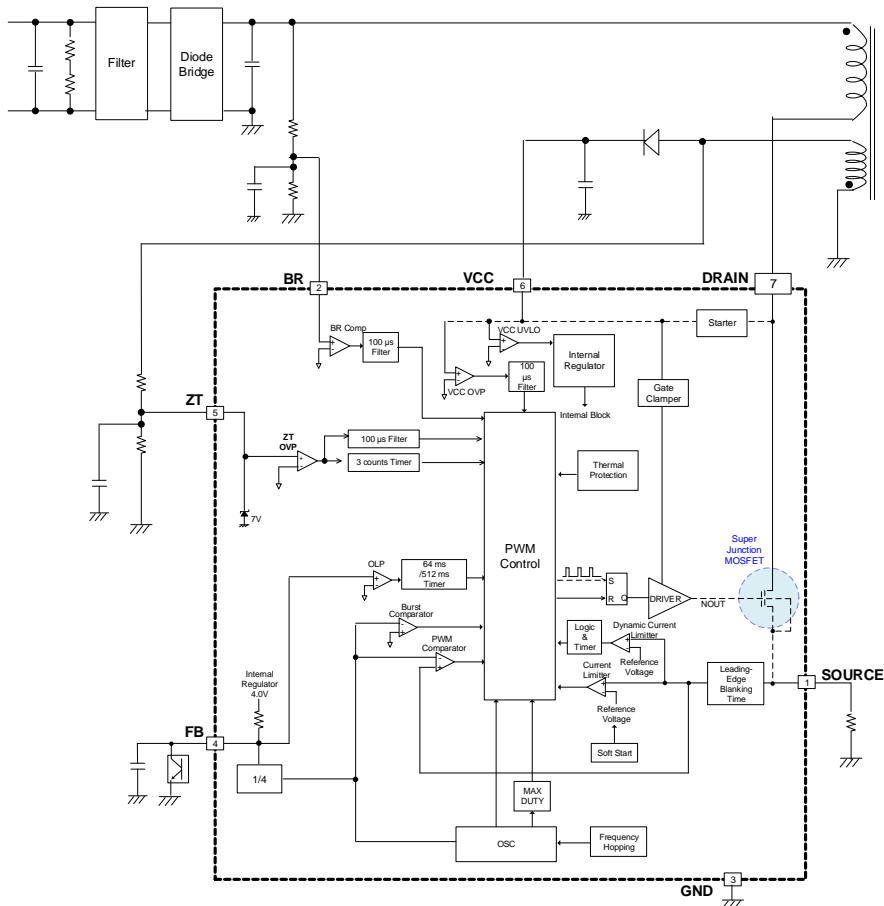 Filter
Diode
Bridge
BR
VCC
DRAIN
2
6
7
Starter
BR Comp
100 µs
Filter
VCC UVLO
Internal
Regulator
VCC OVP
100
µs
Filter
Internal Block
Gate
Clamper
ZT
5
ZT
OVP
100 µs Filter
3 counts Timer
7V
Thermal
Protection
PWM
Control
Super
Junction
MOSFET
OLP
64 ms
/512 ms
Timer
S
R
Q
DRIVER
NOUT
Burst
Comparator
PWM
Comparator
Logic
&
Timer
Dynamic Current
Limiter
Reference
Voltage
Current
Limiter
Reference
Voltage
Leading-
Edge
Blanking
Time
1
SOURCE
Internal
Regulator
4.0V
FB
4
1/4
Soft Start
MAX
DUTY
OSC
Frequency
Hopping
3
GND
+
-
+
-
+
-
+
-
+
-
-
+
-
+
+
-
+
-